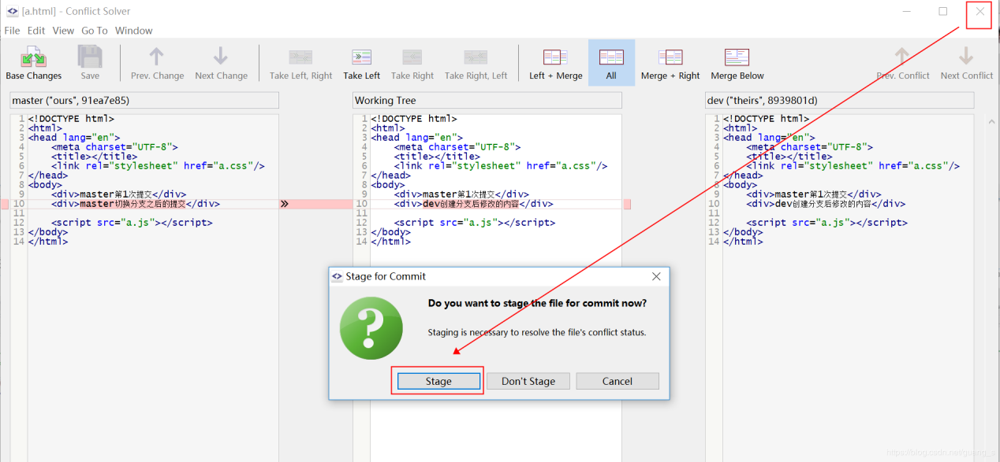 [a.html] - Conflict Solver
File Edit View Go To Window
Base Changes Save Prev. Change Next Change Take Left, Right Take Left Take Right Take Right, Left Left + Merge All Merge + Right Merge Below Prev. Conflict Next Conflict
master ("ours", 91ea7e85)
1 <!DOCTYPE html>
2 <html>
3 <head lang="en">
4 <meta charset="UTF-8">
5 <title></title>
6 <link rel="stylesheet" href="a.css"/>
7 </head>
8 <body>
9 <div>master第1次提交</div>
10 <div>master切换分支之后的提交</div>
11
12 <script src="a.js"></script>
13 </body>
14 </html>
Working Tree
1 <!DOCTYPE html>
2 <html>
3 <head lang="en">
4 <meta charset="UTF-8">
5 <title></title>
6 <link rel="stylesheet" href="a.css"/>
7 </head>
8 <body>
9 <div>master第1次提交</div>
10 <div>dev创建分支后修改的内容</div>
11
12 <script src="a.js"></script>
13 </body>
14 </html>
dev ("theirs", 8939801d)
1 <!DOCTYPE html>
2 <html>
3 <head lang="en">
4 <meta charset="UTF-8">
5 <title></title>
6 <link rel="stylesheet" href="a.css"/>
7 </head>
8 <body>
9 <div>master第1次提交</div>
10 <div>dev创建分支后修改的内容</div>
11
12 <script src="a.js"></script>
13 </body>
14 </html>
Stage for Commit
Do you want to stage the file for commit now?
Staging is necessary to resolve the file's conflict status.
Stage Don't Stage Cancel